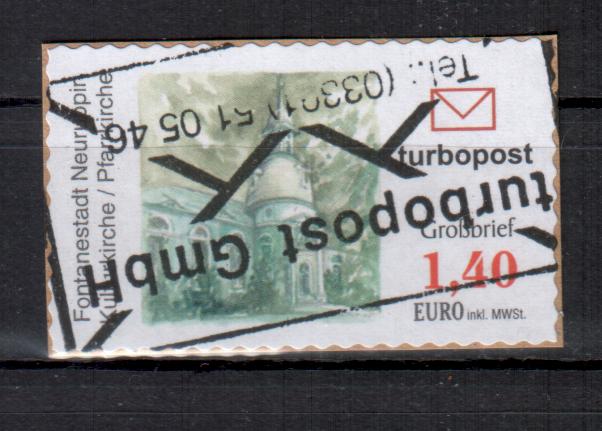 Fontanestadt Neuruppin
Kulturkirche / Pfarrkirche
turbopost
Großbrief
1,40
EURO inkl. MWSt.
turbopost GmbH
Tel.: (03391) 51 05 46